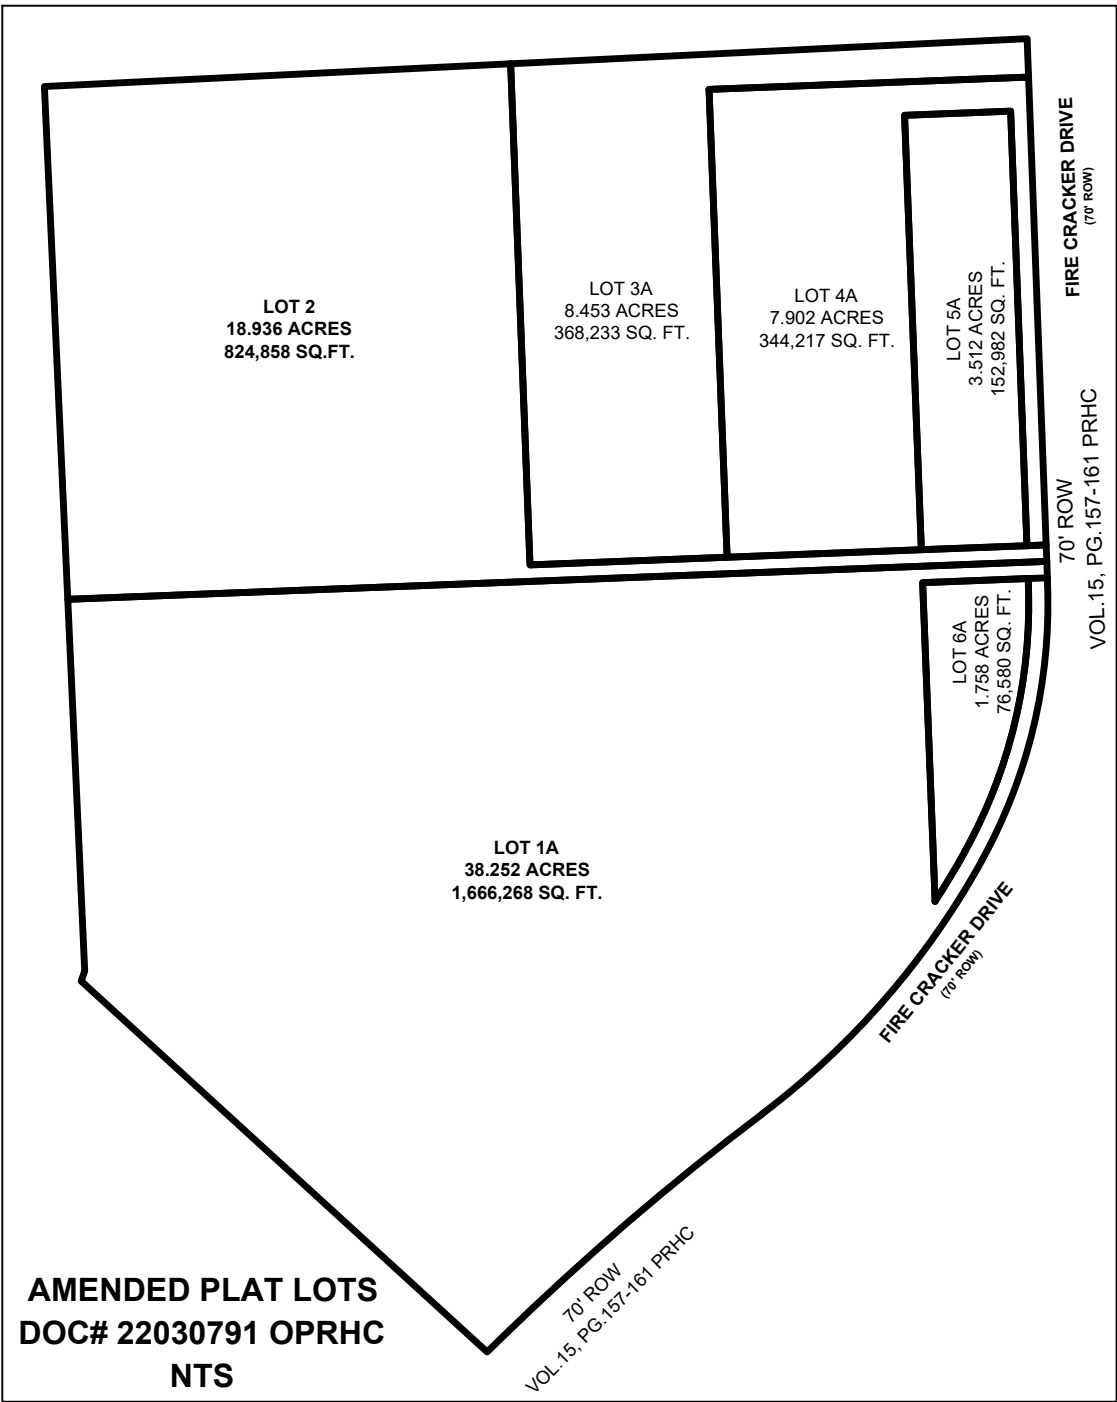 FIRE CRACKER DRIVE
(70' ROW)
LOT 2
18.936 ACRES
824,858 SQ.FT.
LOT 3A
8.453 ACRES
368,233 SQ. FT.
LOT 4A
7.902 ACRES
344,217 SQ. FT.
LOT 5A
3.512 ACRES
152,982 SQ. FT.
70' ROW
VOL.15, PG.157-161 PRHC
LOT 6A
1.758 ACRES
76,580 SQ. FT.
LOT 1A
38.252 ACRES
1,666,268 SQ. FT.
FIRE CRACKER DRIVE
(70' ROW)
70' ROW
VOL.15, PG.157-161 PRHC
AMENDED PLAT LOTS
DOC# 22030791 OPRHC
NTS